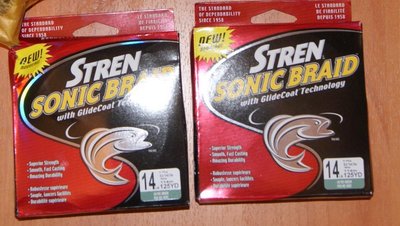 THE STANDARD
OF DEPENDABILITY
SINCE 1958
LE STANDARD
DE FIABILITÉ
DEPUIS 1958
NEW!
STREN
SONIC BRAID
with GlideCoat Technology
• Superior Strength
• Smooth, Fast Casting
• Amazing Durability
• Robustesse supérieure
• Souple, lancers facilités
• Durabilité supérieure
14
125YD
THE STANDARD
OF DEPENDABILITY
SINCE 1958
LE STANDARD
DE FIABILITÉ
DEPUIS 1958
NEW!
STREN
SONIC BRAID
with GlideCoat Technology
• Superior Strength
• Smooth, Fast Casting
• Amazing Durability
• Robustesse supérieure
• Souple, lancers facilités
• Durabilité supérieure
14
125YD